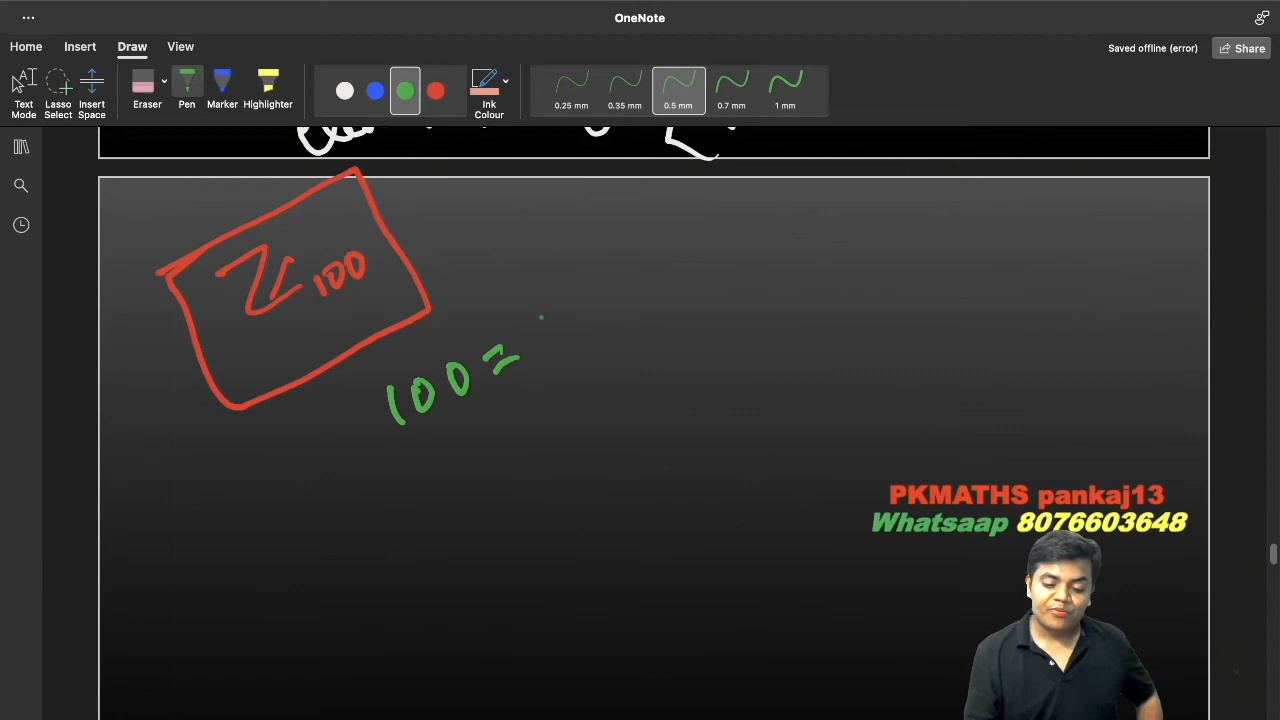 OneNote
Home Insert Draw View
Saved offline (error) Share
Text Mode
Lasso Select
Insert Space
Eraser
Pen
Marker
Highlighter
Ink Colour
0.25 mm
0.35 mm
0.5 mm
0.7 mm
1 mm
Z100
100 =
PKMATHS pankaj13
Whatsaap 8076603648